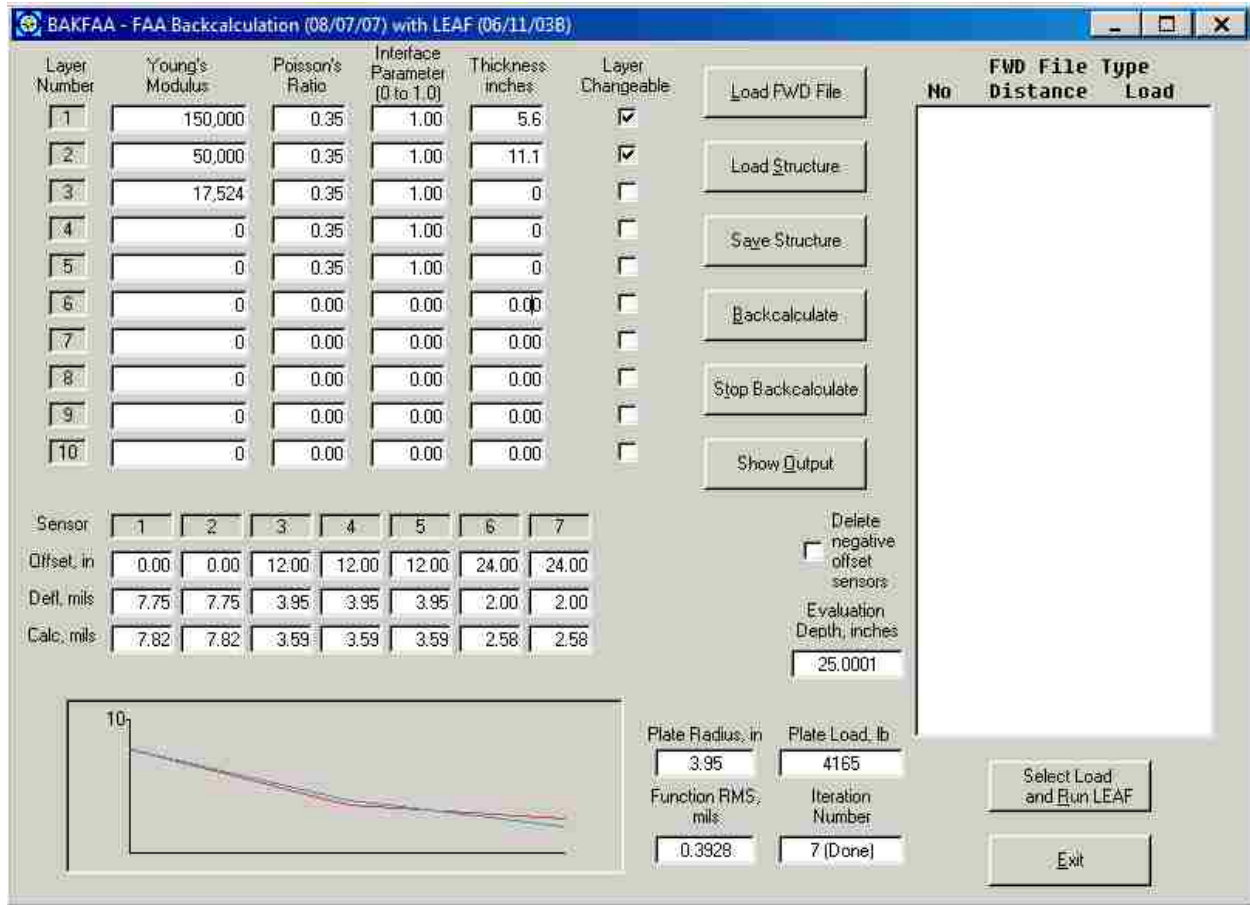 BAKFAA - FAA Backcalculation (08/07/07) with LEAF (06/11/03B)
Layer Number Young's Modulus Poisson's Ratio Interface Parameter (0 to 1.0) Thickness inches Layer Changeable
1 150,000 0.35 1.00 5.6
2 50,000 0.35 1.00 11.1
3 17,524 0.35 1.00 0
4 0 0.35 1.00 0
5 0 0.35 1.00 0
6 0 0.00 0.00 0.00
7 0 0.00 0.00 0.00
8 0 0.00 0.00 0.00
9 0 0.00 0.00 0.00
10 0 0.00 0.00 0.00
Load FWD File
Load Structure
Save Structure
Backcalculate
Stop Backcalculate
Show Output
FWD File Type
No Distance Load
Sensor 1 2 3 4 5 6 7
Offset, in 0.00 0.00 12.00 12.00 12.00 24.00 24.00
Defl, mils 7.75 7.75 3.95 3.95 3.95 2.00 2.00
Calc, mils 7.82 7.82 3.59 3.59 3.59 2.58 2.58
Delete
negative
offset
sensors
Evaluation
Depth, inches
25.0001
10
Plate Radius, in Plate Load, lb
3.95 4165
Function RMS, mils Iteration Number
0.3928 7 (Done)
Select Load
and Run LEAF
Exit